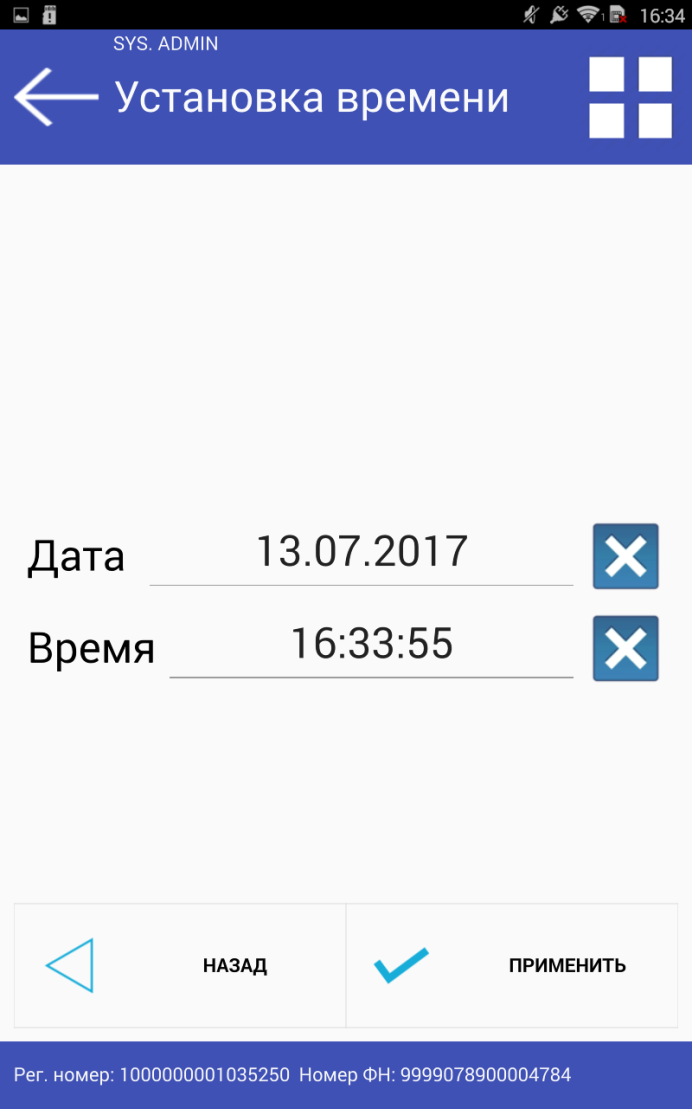 16:34
SYS. ADMIN
Установка времени
Дата 13.07.2017
Время 16:33:55
НАЗАД ПРИМЕНИТЬ
Рег. номер: 1000000001035250 Номер ФН: 9999078900004784